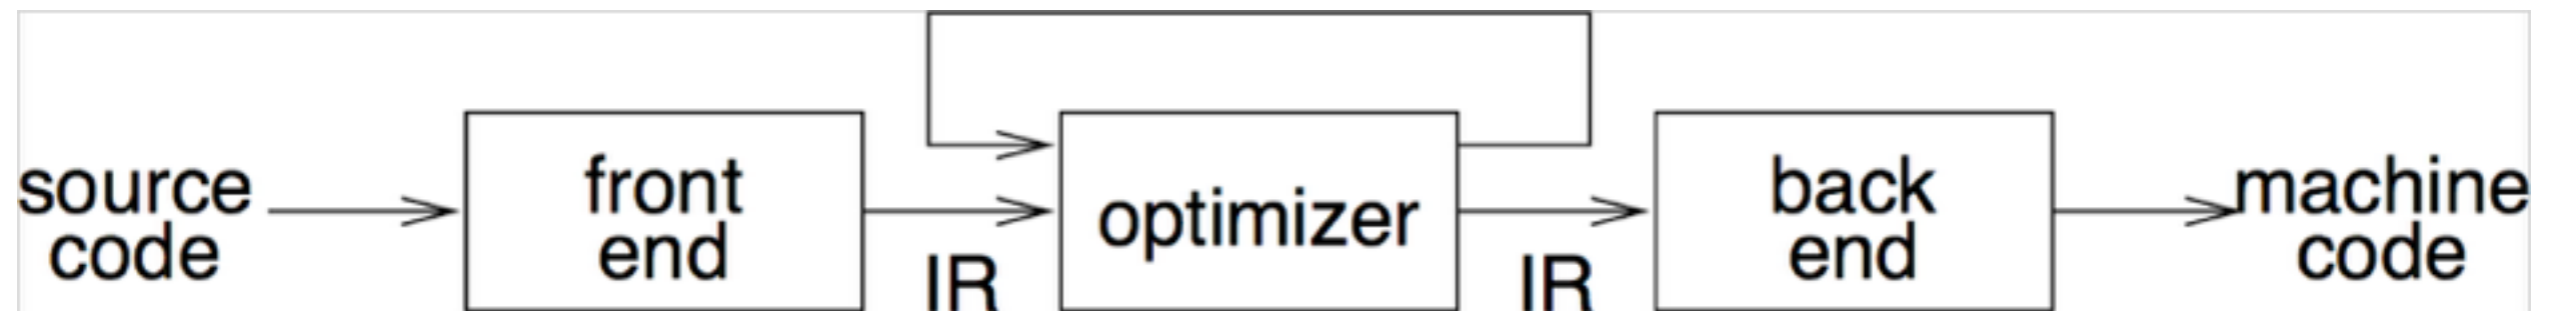 source
code
front
end
IR
optimizer
IR
back
end
machine
code